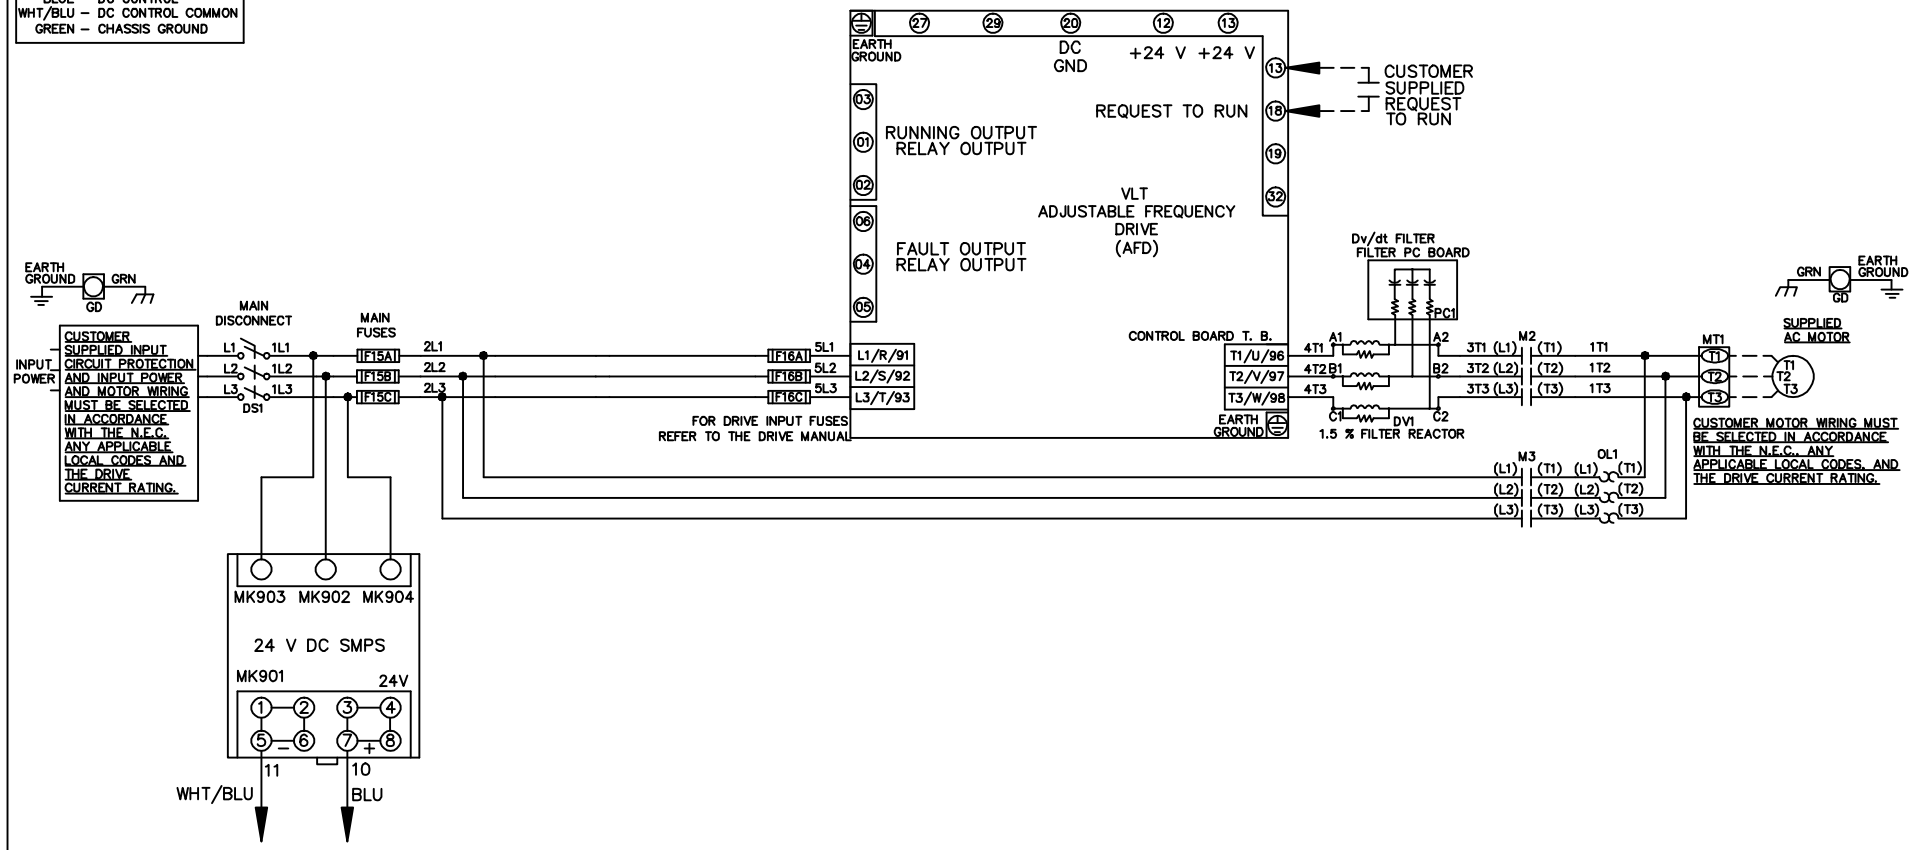 WHT/BLU – DC CONTROL COMMON
GREEN – CHASSIS GROUND
27
29
20
12
13
EARTH
GROUND
DC
GND
+24 V
+24 V
13
18
19
32
REQUEST TO RUN
CUSTOMER
SUPPLIED
REQUEST
TO RUN
03
01
02
RUNNING OUTPUT
RELAY OUTPUT
06
04
05
FAULT OUTPUT
RELAY OUTPUT
VLT
ADJUSTABLE FREQUENCY
DRIVE
(AFD)
EARTH
GROUND
GRN
GD
MAIN
DISCONNECT
MAIN
FUSES
INPUT
POWER
CUSTOMER
SUPPLIED INPUT
CIRCUIT PROTECTION
AND INPUT POWER
AND MOTOR WIRING
MUST BE SELECTED
IN ACCORDANCE
WITH THE N.E.C.
ANY APPLICABLE
LOCAL CODES AND
THE DRIVE
CURRENT RATING.
L1
1L1
F15A
2L1
F16A
5L1
L1/R/91
L2
1L2
F15B
2L2
F16B
5L2
L2/S/92
L3
1L3
F15C
2L3
F16C
5L3
L3/T/93
DS1
FOR DRIVE INPUT FUSES
REFER TO THE DRIVE MANUAL
CONTROL BOARD T. B.
T1/U/96
T2/V/97
T3/W/98
EARTH
GROUND
4T1
4T2
4T3
Dv/dt FILTER
FILTER PC BOARD
PC1
A1
A2
B1
B2
C1
C2
DV1
1.5 % FILTER REACTOR
M2
3T1 (L1) (T1) 1T1
3T2 (L2) (T2) 1T2
3T3 (L3) (T3) 1T3
GRN
GD
EARTH
GROUND
SUPPLIED
AC MOTOR
MT1
T1
T2
T3
T1
T2
T3
CUSTOMER MOTOR WIRING MUST
BE SELECTED IN ACCORDANCE
WITH THE N.E.C., ANY
APPLICABLE LOCAL CODES, AND
THE DRIVE CURRENT RATING.
M3
OL1
(L1) (T1) (L1) (T1)
(L2) (T2) (L2) (T2)
(L3) (T3) (L3) (T3)
MK903 MK902 MK904
24 V DC SMPS
MK901
24V
1 2 3 4
5 – 6 7 + 8
11
10
WHT/BLU
BLU